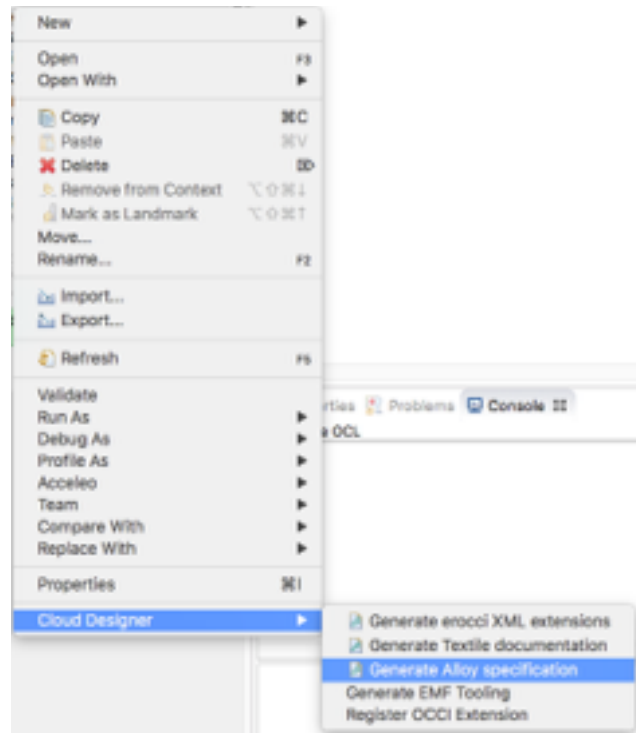 New
Open F3
Open With
Copy ⌘C
Paste ⌘V
Delete ⌦
Remove from Context ⌥⇧⌘↓
Mark as Landmark ⌥⇧⌘↑
Move...
Rename... F2
Import...
Export...
Refresh F5
Validate
Run As
Debug As
Profile As
Acceleo
Team
Compare With
Replace With
Properties ⌘I
Cloud Designer
rties Problems Console
OCL
Generate erocci XML extensions
Generate Textile documentation
Generate Alloy specification
Generate EMF Tooling
Register OCCI Extension